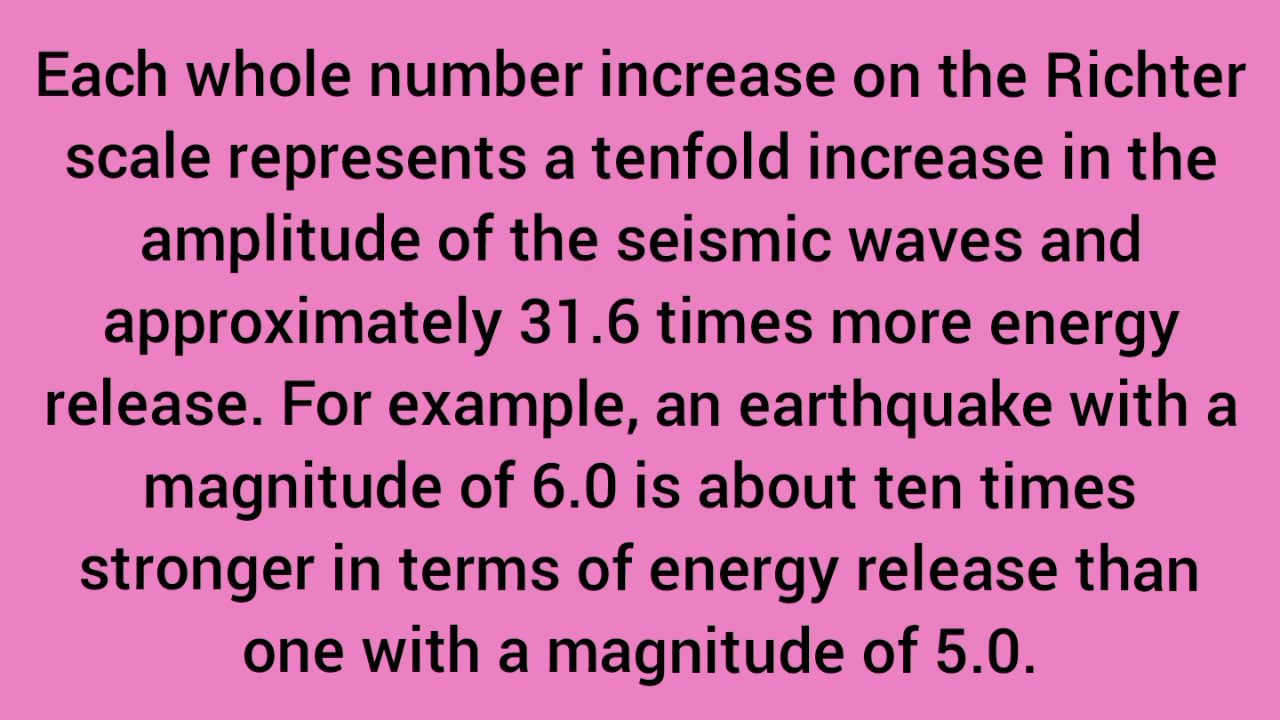 Each whole number increase on the Richter
scale represents a tenfold increase in the
amplitude of the seismic waves and
approximately 31.6 times more energy
release. For example, an earthquake with a
magnitude of 6.0 is about ten times
stronger in terms of energy release than
one with a magnitude of 5.0.